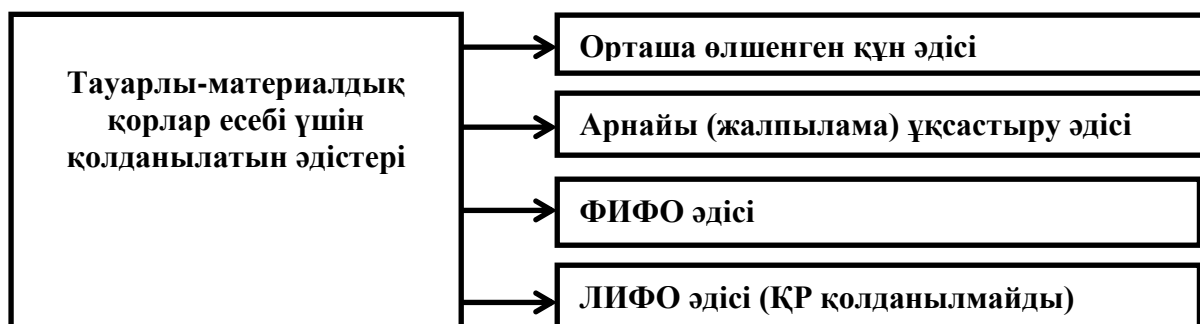 Тауарлы-материалдық
қорлар есебі үшін
қолданылатын әдістері
Орташа өлшенген құн әдісі
Арнайы (жалпылама) ұқсастыру әдісі
ФИФО әдісі
ЛИФО әдісі (ҚР қолданылмайды)